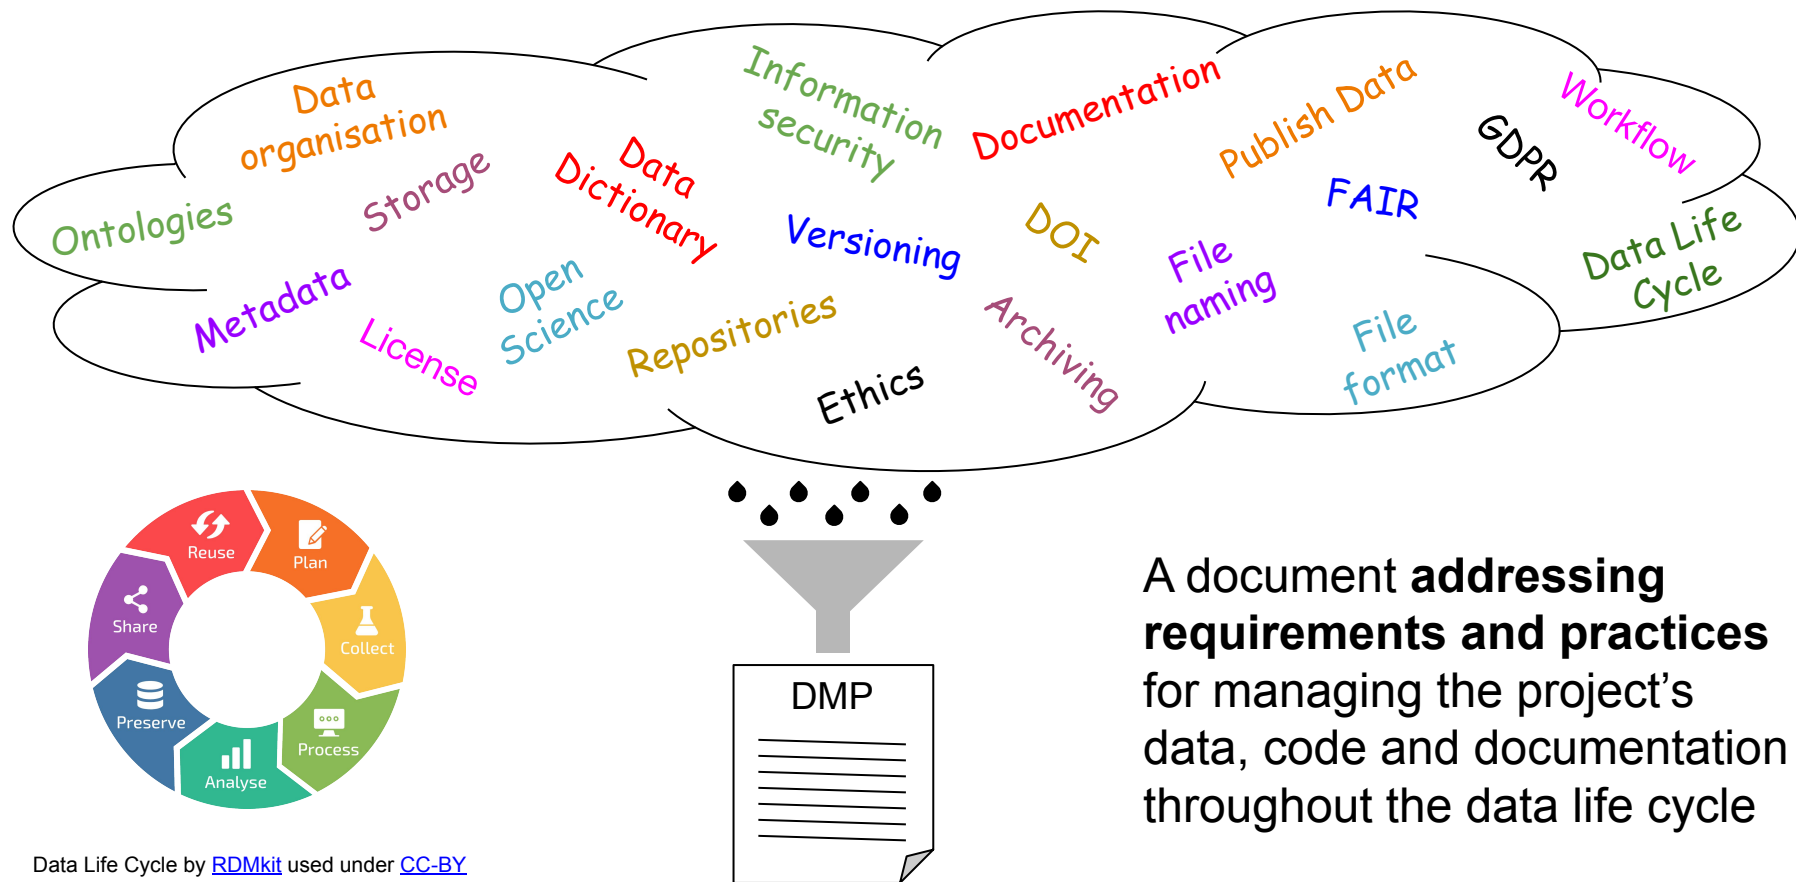 Data
organisation
Information
security
Documentation
Publish Data
Workflow
GDPR
Storage
Data
Dictionary
FAIR
Ontologies
Versioning
DOI
File
naming
Data Life
Cycle
Metadata
Open
Science
License
Repositories
Archiving
File
format
Ethics
Reuse
Plan
Share
Collect
Preserve
Process
Analyse
DMP
A document addressing
requirements and practices
for managing the project’s
data, code and documentation
throughout the data life cycle
Data Life Cycle by RDMkit used under CC-BY